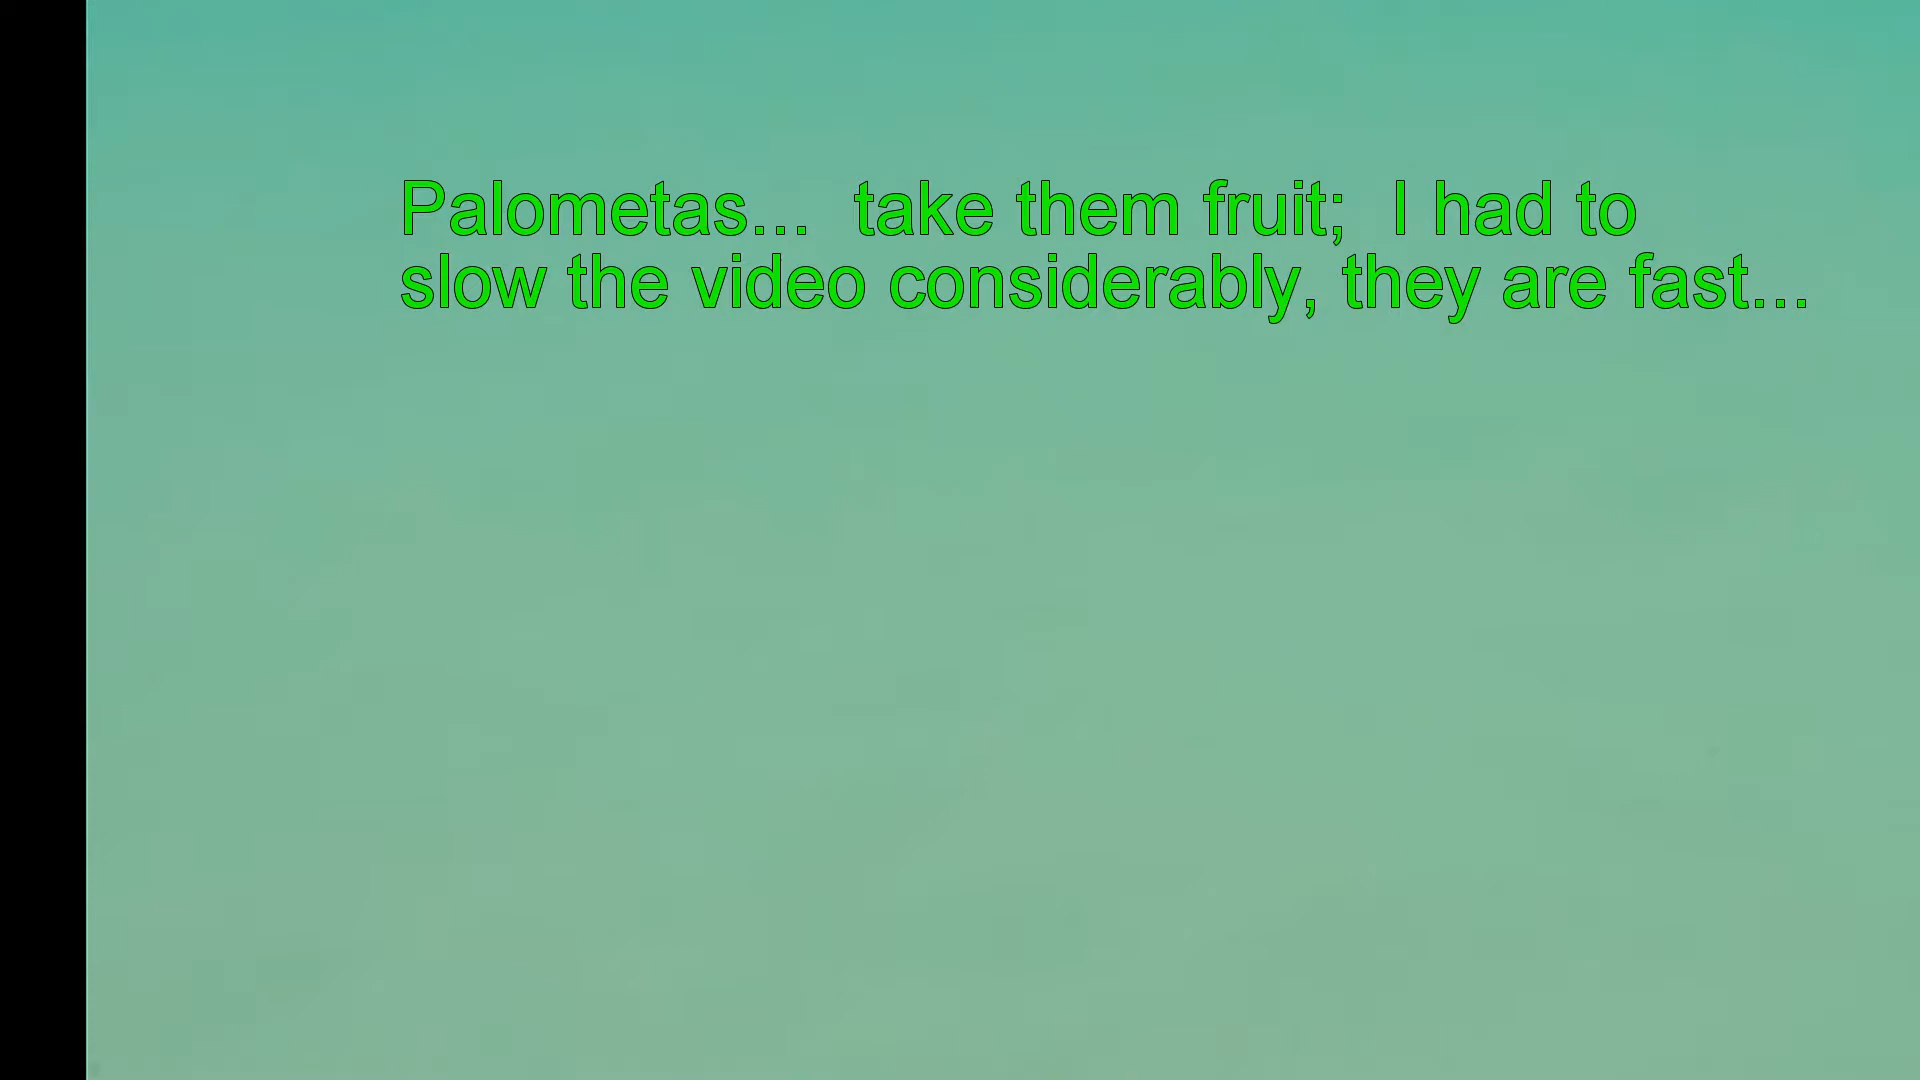 Palometas...  take them fruit;  I had to
slow the video considerably, they are fast...